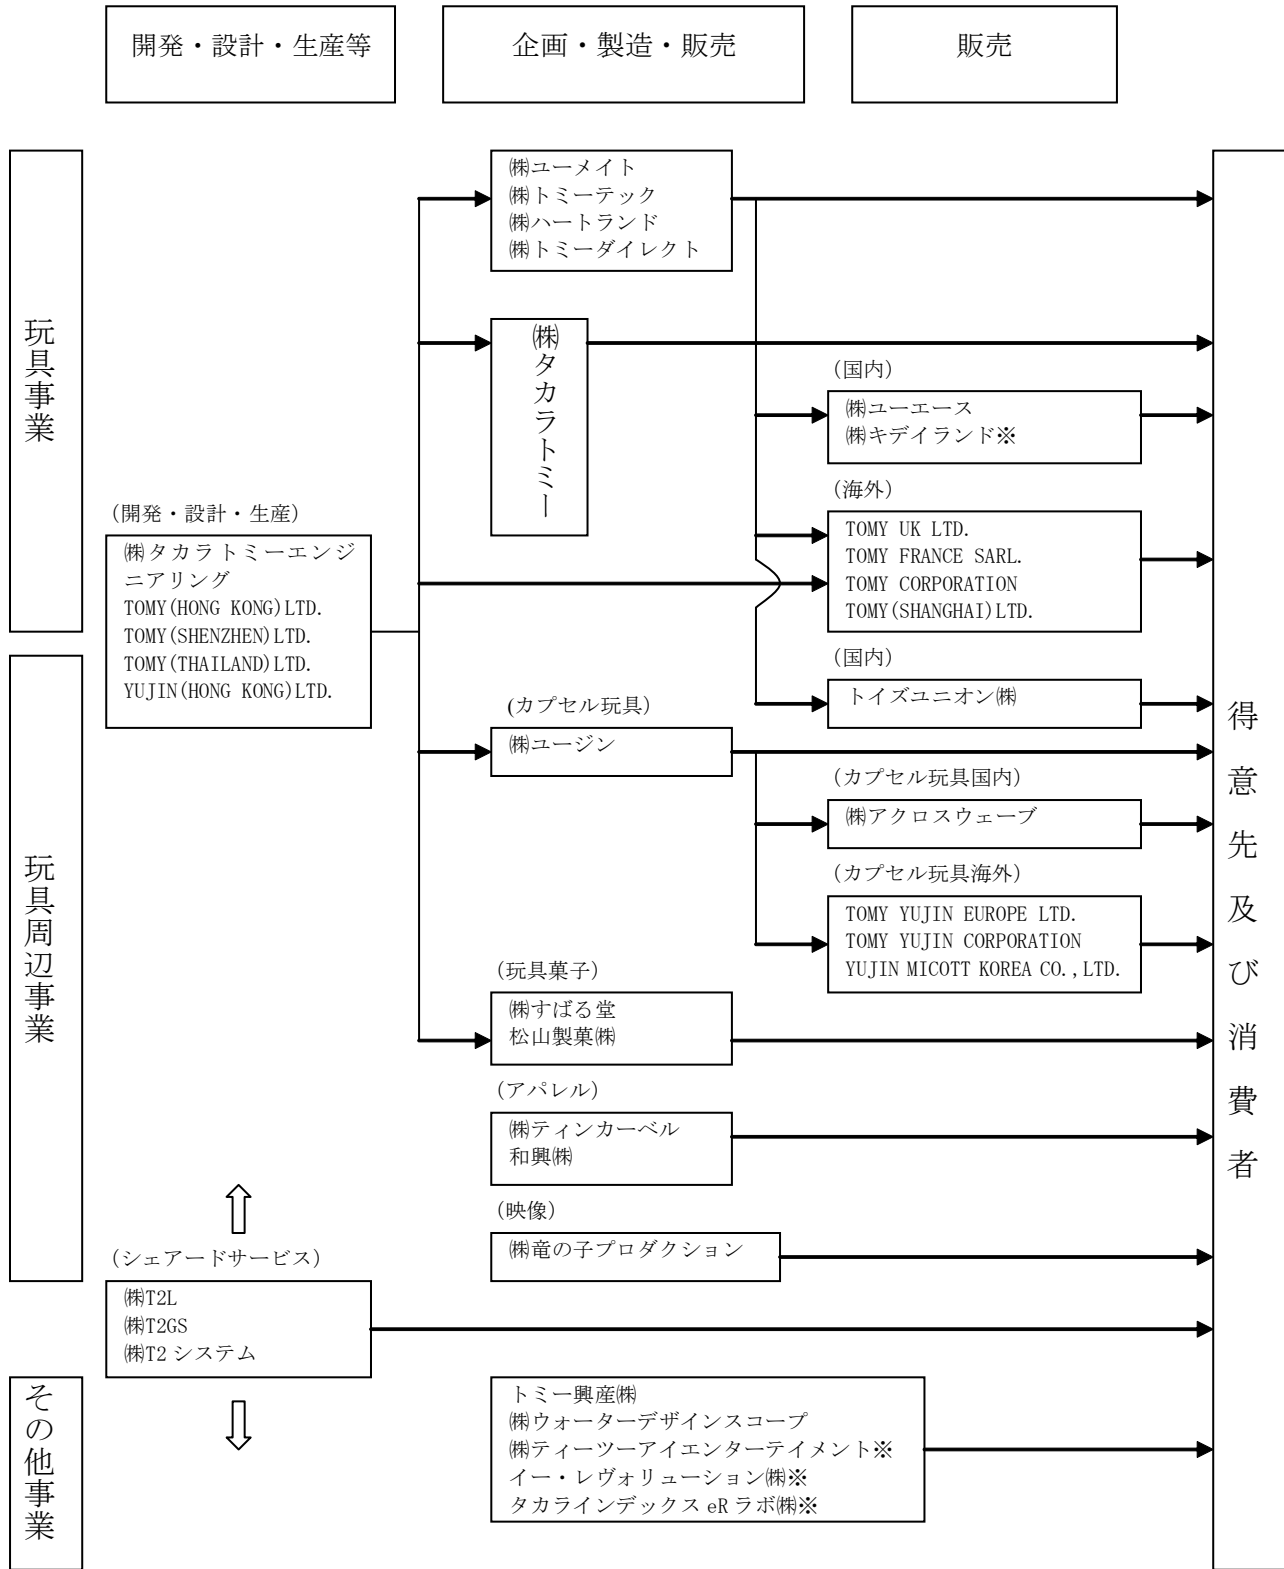 開発・設計・生産等
企画・製造・販売
販売
玩具事業
㈱ユーメイト
㈱トミーテック
㈱ハートランド
㈱トミーダイレクト
㈱タカラトミー
(国内)
㈱ユーエース
㈱キデイランド※
(海外)
TOMY UK LTD.
TOMY FRANCE SARL.
TOMY CORPORATION
TOMY(SHANGHAI)LTD.
(開発・設計・生産)
㈱タカラトミーエンジ
ニアリング
TOMY(HONG KONG)LTD.
TOMY(SHENZHEN)LTD.
TOMY(THAILAND)LTD.
YUJIN(HONG KONG)LTD.
(国内)
トイズユニオン㈱
玩具周辺事業
(カプセル玩具)
㈱ユージン
(カプセル玩具国内)
㈱アクロスウェーブ
(カプセル玩具海外)
TOMY YUJIN EUROPE LTD.
TOMY YUJIN CORPORATION
YUJIN MICOTT KOREA CO.,LTD.
(玩具菓子)
㈱すばる堂
松山製菓㈱
(アパレル)
㈱ティンカーベル
和興㈱
(映像)
㈱竜の子プロダクション
(シェアードサービス)
㈱T2L
㈱T2GS
㈱T2システム
その他事業
トミー興産㈱
㈱ウォーターデザインスコープ
㈱ティーツーアイエンターテイメント※
イー・レヴォリューション㈱※
タカラインデックス eR ラボ㈱※
得意先及び消費者